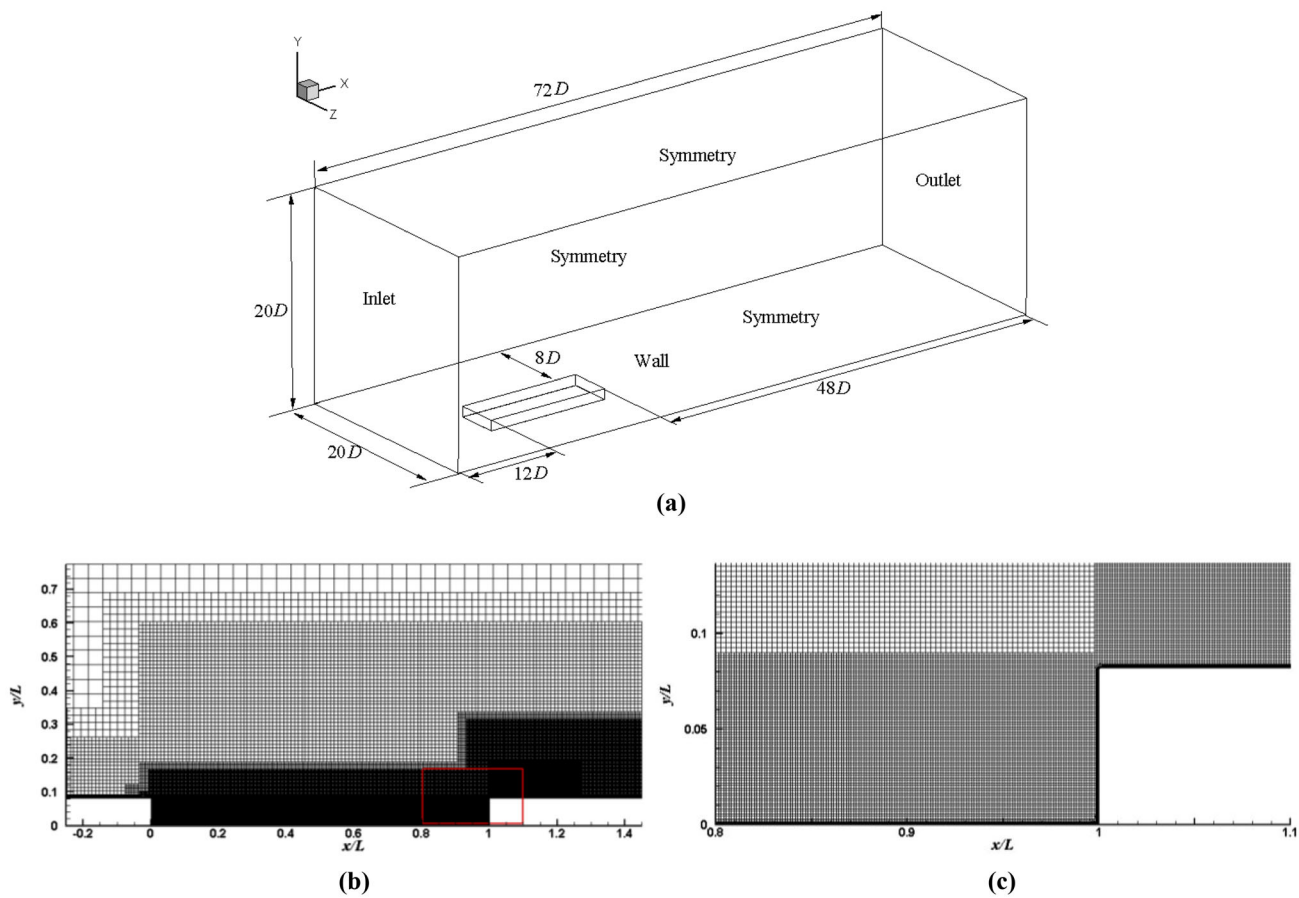 Y
X
Z
72D
Symmetry
Outlet
Symmetry
Inlet
20D
Symmetry
8D
Wall
48D
20D
12D
(a)
0.7
0.6
0.5
0.4
0.3
0.2
0.1
0
y/L
-0.2 0 0.2 0.4 0.6 0.8 1 1.2 1.4
x/L
(b)
0.1
0.05
0
y/L
0.8 0.9 1 1.1
x/L
(c)